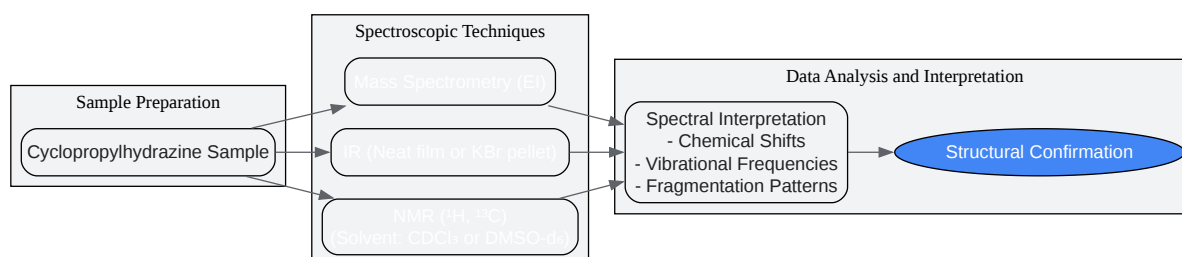 Sample Preparation
Cyclopropylhydrazine Sample
Spectroscopic Techniques
Mass Spectrometry (EI)
IR (Neat film or KBr pellet)
NMR (¹H, ¹³C)
(Solvent: CDCl₃ or DMSO-d₆)
Data Analysis and Interpretation
Spectral Interpretation
- Chemical Shifts
- Vibrational Frequencies
- Fragmentation Patterns
Structural Confirmation